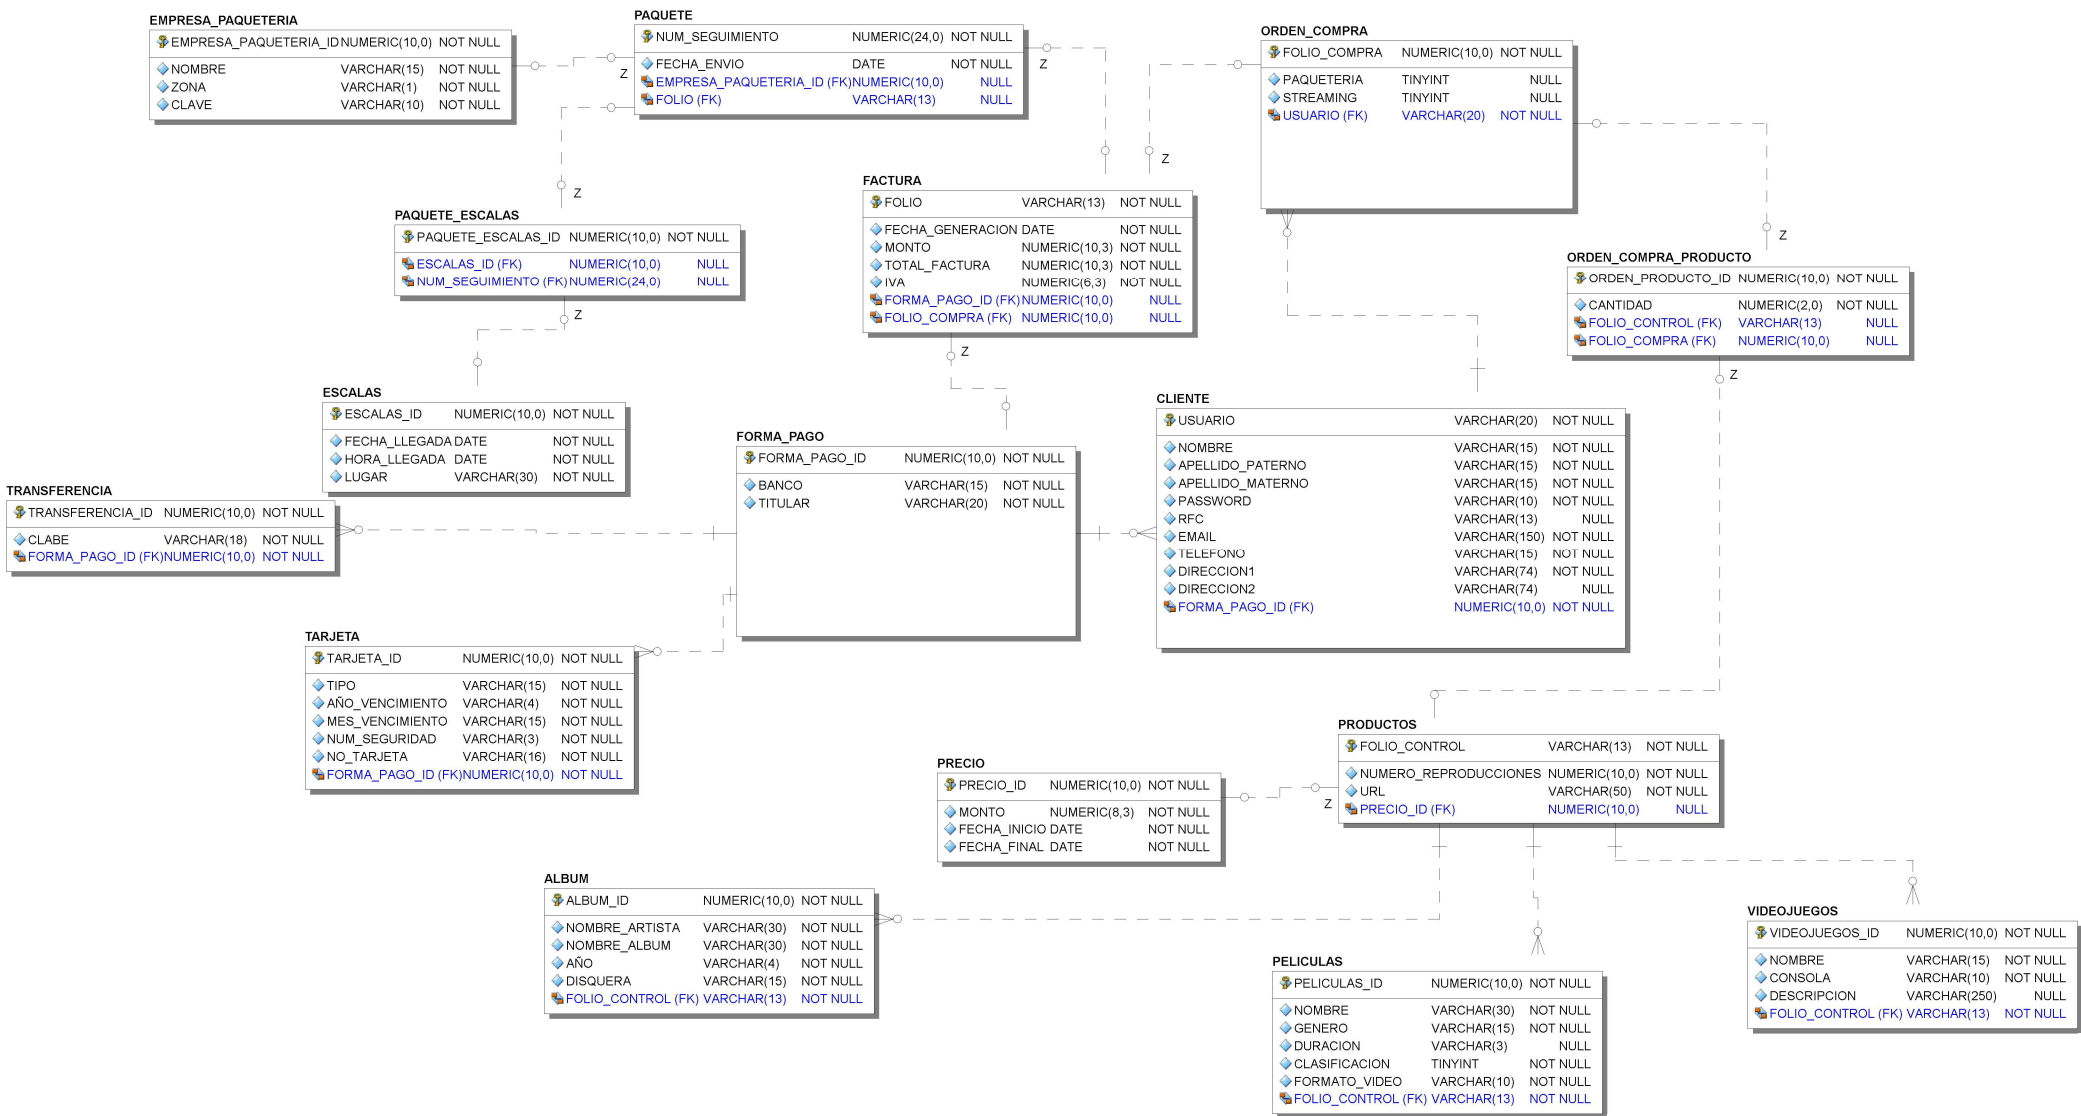 EMPRESA_PAQUETERIA
EMPRESA_PAQUETERIA_ID NUMERIC(10,0) NOT NULL
NOMBRE VARCHAR(15) NOT NULL
ZONA VARCHAR(1) NOT NULL
CLAVE VARCHAR(10) NOT NULL
Z
PAQUETE
NUM_SEGUIMIENTO NUMERIC(24,0) NOT NULL
FECHA_ENVIO DATE NOT NULL
EMPRESA_PAQUETERIA_ID (FK) NUMERIC(10,0) NULL
FOLIO (FK) VARCHAR(13) NULL
Z
Z
ORDEN_COMPRA
FOLIO_COMPRA NUMERIC(10,0) NOT NULL
PAQUETERIA TINYINT NULL
STREAMING TINYINT NULL
USUARIO (FK) VARCHAR(20) NOT NULL
Z
Z
PAQUETE_ESCALAS
PAQUETE_ESCALAS_ID NUMERIC(10,0) NOT NULL
ESCALAS_ID (FK) NUMERIC(10,0) NULL
NUM_SEGUIMIENTO (FK) NUMERIC(24,0) NULL
Z
FACTURA
FOLIO VARCHAR(13) NOT NULL
FECHA_GENERACION DATE NOT NULL
MONTO NUMERIC(10,3) NOT NULL
TOTAL_FACTURA NUMERIC(10,3) NOT NULL
IVA NUMERIC(6,3) NOT NULL
FORMA_PAGO_ID (FK) NUMERIC(10,0) NULL
FOLIO_COMPRA (FK) NUMERIC(10,0) NULL
Z
ORDEN_COMPRA_PRODUCTO
ORDEN_PRODUCTO_ID NUMERIC(10,0) NOT NULL
CANTIDAD NUMERIC(2,0) NOT NULL
FOLIO_CONTROL (FK) VARCHAR(13) NULL
FOLIO_COMPRA (FK) NUMERIC(10,0) NULL
Z
ESCALAS
ESCALAS_ID NUMERIC(10,0) NOT NULL
FECHA_LLEGADA DATE NOT NULL
HORA_LLEGADA DATE NOT NULL
LUGAR VARCHAR(30) NOT NULL
TRANSFERENCIA
TRANSFERENCIA_ID NUMERIC(10,0) NOT NULL
CLABE VARCHAR(18) NOT NULL
FORMA_PAGO_ID (FK) NUMERIC(10,0) NOT NULL
FORMA_PAGO
FORMA_PAGO_ID NUMERIC(10,0) NOT NULL
BANCO VARCHAR(15) NOT NULL
TITULAR VARCHAR(20) NOT NULL
CLIENTE
USUARIO VARCHAR(20) NOT NULL
NOMBRE VARCHAR(15) NOT NULL
APELLIDO_PATERNO VARCHAR(15) NOT NULL
APELLIDO_MATERNO VARCHAR(15) NOT NULL
PASSWORD VARCHAR(10) NOT NULL
RFC VARCHAR(13) NULL
EMAIL VARCHAR(150) NOT NULL
TELEFONO VARCHAR(15) NOT NULL
DIRECCION1 VARCHAR(74) NOT NULL
DIRECCION2 VARCHAR(74) NULL
FORMA_PAGO_ID (FK) NUMERIC(10,0) NOT NULL
TARJETA
TARJETA_ID NUMERIC(10,0) NOT NULL
TIPO VARCHAR(15) NOT NULL
AÑO_VENCIMIENTO VARCHAR(4) NOT NULL
MES_VENCIMIENTO VARCHAR(15) NOT NULL
NUM_SEGURIDAD VARCHAR(3) NOT NULL
NO_TARJETA VARCHAR(16) NOT NULL
FORMA_PAGO_ID (FK) NUMERIC(10,0) NOT NULL
PRECIO
PRECIO_ID NUMERIC(10,0) NOT NULL
MONTO NUMERIC(8,3) NOT NULL
FECHA_INICIO DATE NOT NULL
FECHA_FINAL DATE NOT NULL
Z
PRODUCTOS
FOLIO_CONTROL VARCHAR(13) NOT NULL
NUMERO_REPRODUCCIONES NUMERIC(10,0) NOT NULL
URL VARCHAR(50) NOT NULL
PRECIO_ID (FK) NUMERIC(10,0) NULL
ALBUM
ALBUM_ID NUMERIC(10,0) NOT NULL
NOMBRE_ARTISTA VARCHAR(30) NOT NULL
NOMBRE_ALBUM VARCHAR(30) NOT NULL
AÑO VARCHAR(4) NOT NULL
DISQUERA VARCHAR(15) NOT NULL
FOLIO_CONTROL (FK) VARCHAR(13) NOT NULL
PELICULAS
PELICULAS_ID NUMERIC(10,0) NOT NULL
NOMBRE VARCHAR(30) NOT NULL
GENERO VARCHAR(15) NOT NULL
DURACION VARCHAR(3) NULL
CLASIFICACION TINYINT NOT NULL
FORMATO_VIDEO VARCHAR(10) NOT NULL
FOLIO_CONTROL (FK) VARCHAR(13) NOT NULL
VIDEOJUEGOS
VIDEOJUEGOS_ID NUMERIC(10,0) NOT NULL
NOMBRE VARCHAR(15) NOT NULL
CONSOLA VARCHAR(10) NOT NULL
DESCRIPCION VARCHAR(250) NULL
FOLIO_CONTROL (FK) VARCHAR(13) NOT NULL